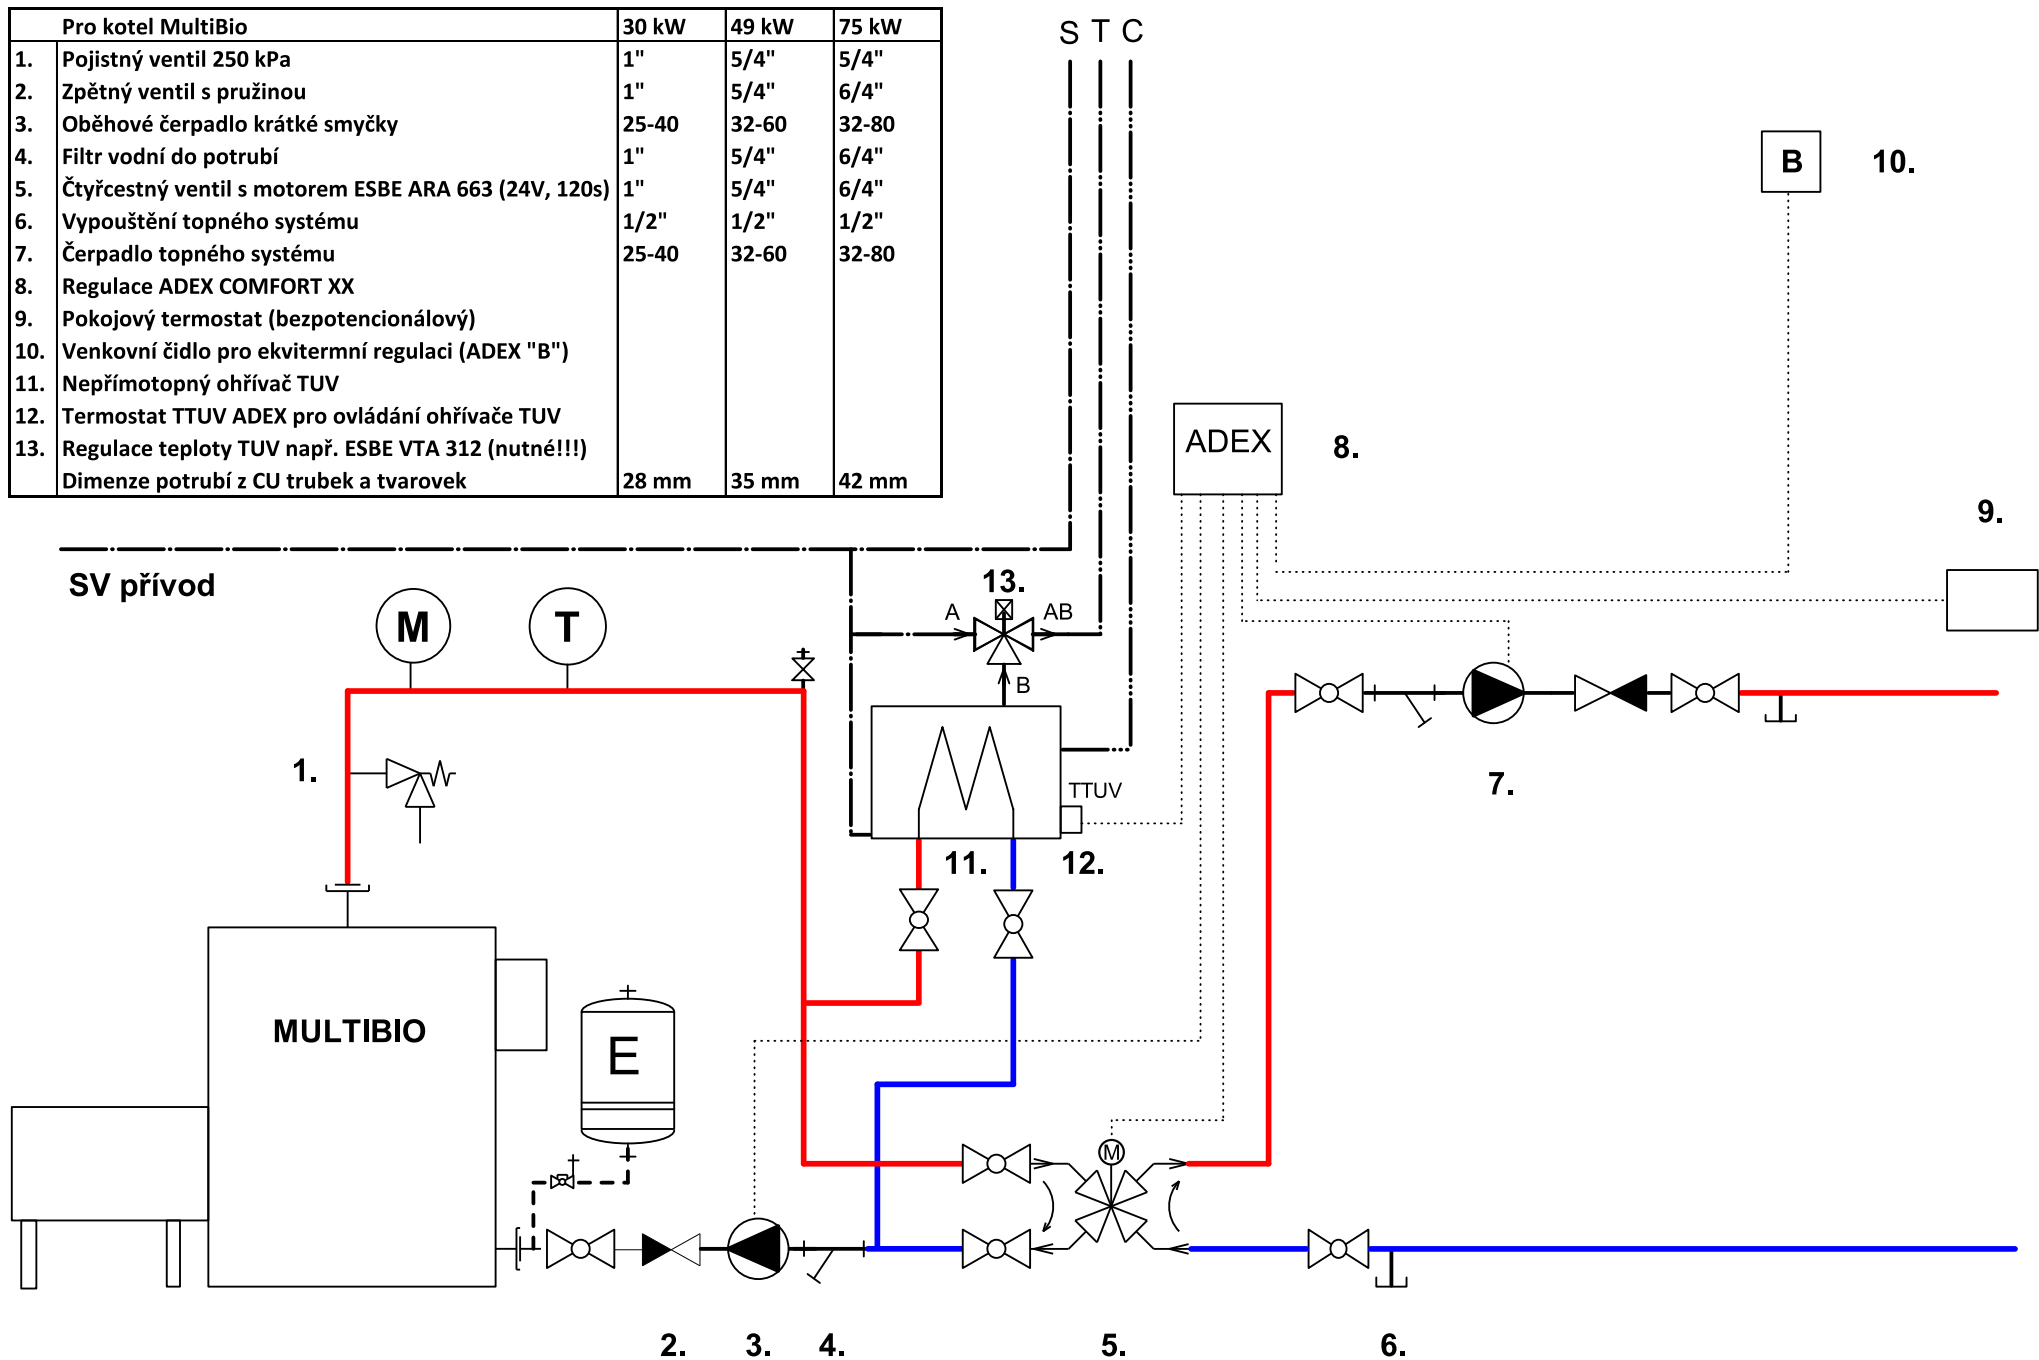 Pro kotel MultiBio 30 kW 49 kW 75 kW
1. Pojistný ventil 250 kPa 1" 5/4" 5/4"
2. Zpětný ventil s pružinou 1" 5/4" 6/4"
3. Oběhové čerpadlo krátké smyčky 25-40 32-60 32-80
4. Filtr vodní do potrubí 1" 5/4" 6/4"
5. Čtyřcestný ventil s motorem ESBE ARA 663 (24V, 120s) 1" 5/4" 6/4"
6. Vypouštění topného systému 1/2" 1/2" 1/2"
7. Čerpadlo topného systému 25-40 32-60 32-80
8. Regulace ADEX COMFORT XX
9. Pokojový termostat (bezpotencionálový)
10. Venkovní čidlo pro ekvitermní regulaci (ADEX "B")
11. Nepřímotopný ohřívač TUV
12. Termostat TTUV ADEX pro ovládání ohřívače TUV
13. Regulace teploty TUV např. ESBE VTA 312 (nutné!!!)
Dimenze potrubí z CU trubek a tvarovek 28 mm 35 mm 42 mm
S T C
B 10.
ADEX 8.
9.
SV přívod
13.
A AB
M T
B
1.
TTUV
7.
11. 12.
MULTIBIO
E
M
2. 3. 4. 5. 6.